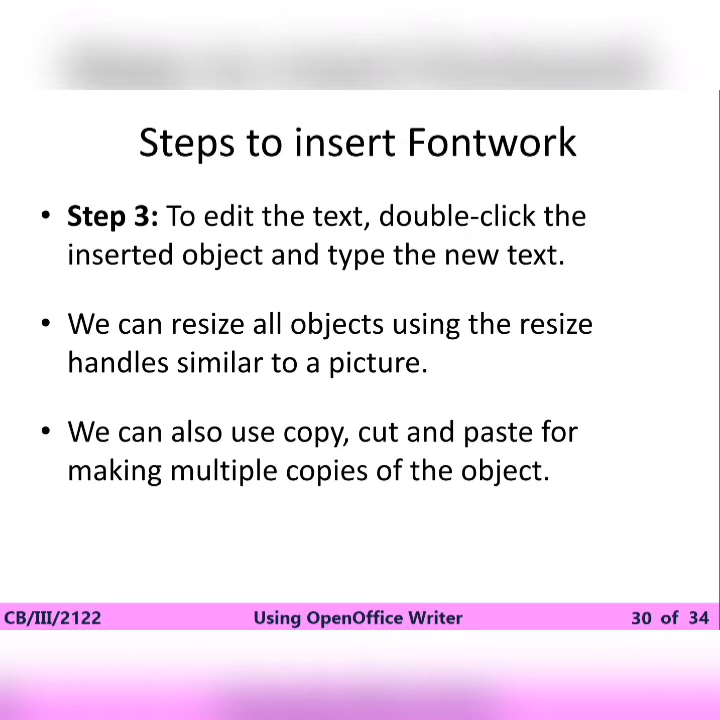 Steps to insert Fontwork
• Step 3: To edit the text, double-click the
inserted object and type the new text.
• We can resize all objects using the resize
handles similar to a picture.
• We can also use copy, cut and paste for
making multiple copies of the object.
CB/III/2122 Using OpenOffice Writer 30 of 34